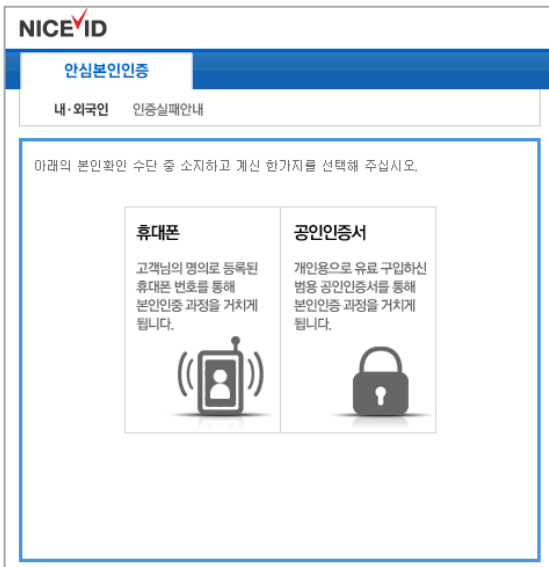 NICE ID
안심본인인증
내·외국인 인증실패안내
아래의 본인확인 수단 중 소지하고 계신 한가지를 선택해 주십시오.
휴대폰
고객님의 명의로 등록된
휴대폰 번호를 통해
본인인증 과정을 거치게
됩니다.
공인인증서
개인용으로 유료 구입하신
범용 공인인증서를 통해
본인인증 과정을 거치게
됩니다.